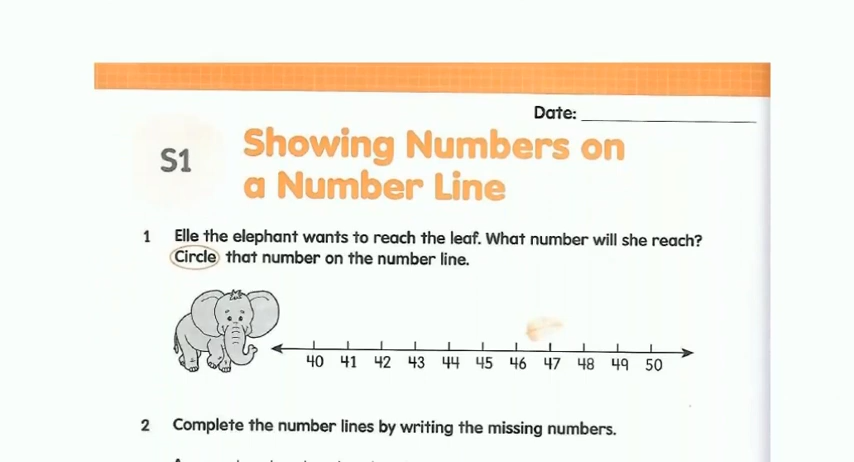 Date:
S1
Showing Numbers on
a Number Line
1 Elle the elephant wants to reach the leaf. What number will she reach?
Circle that number on the number line.
40 41 42 43 44 45 46 47 48 49 50
2 Complete the number lines by writing the missing numbers.